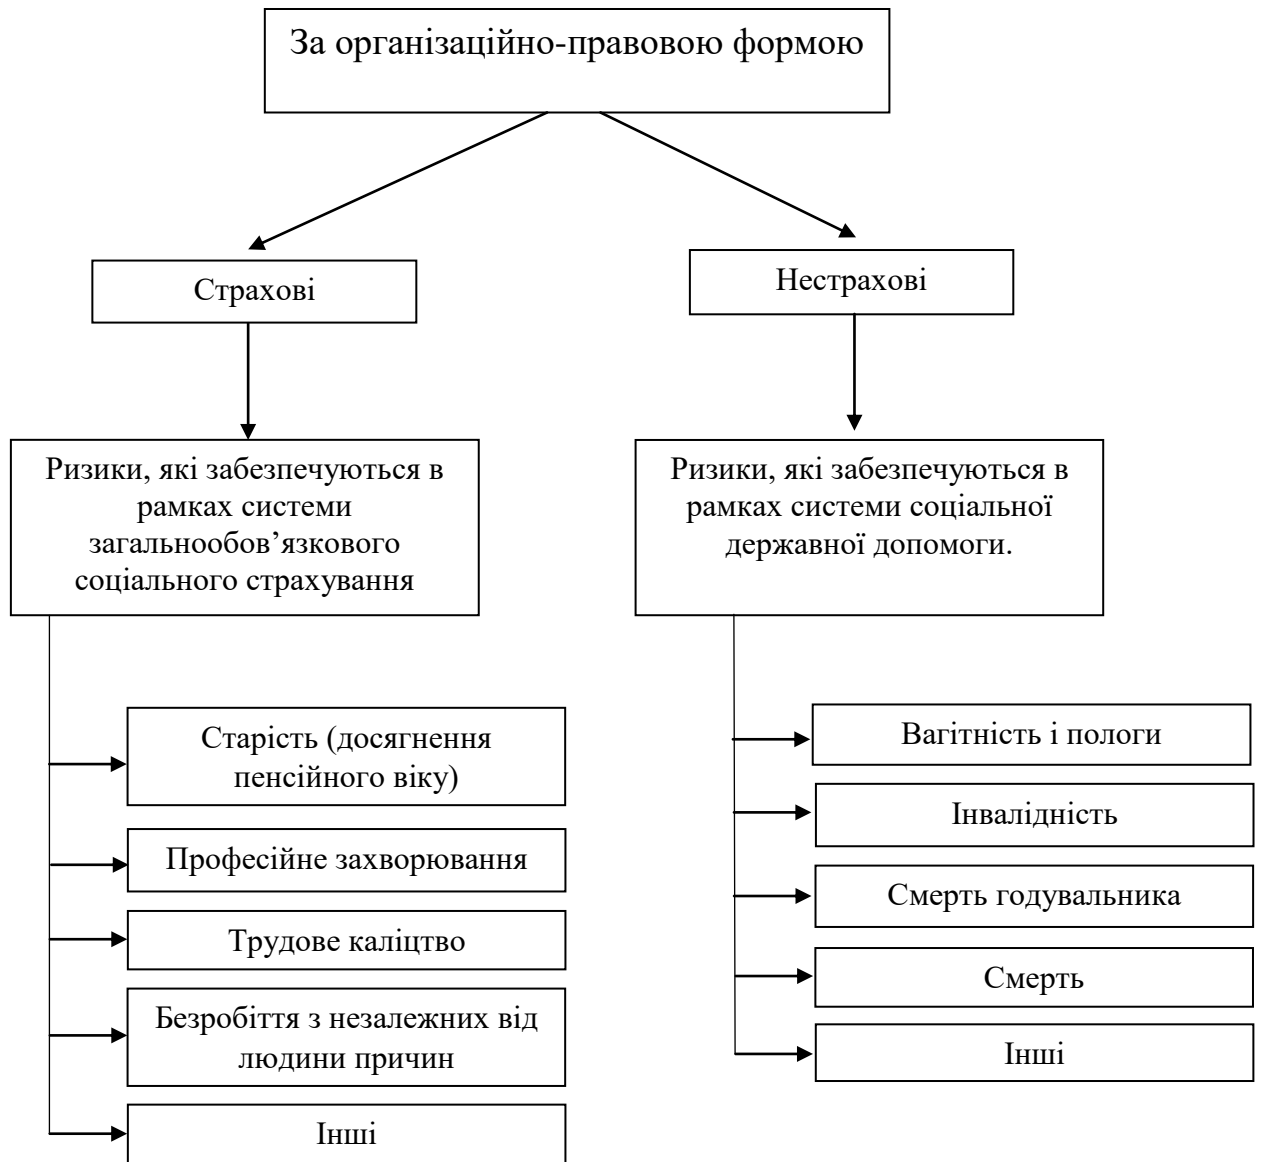 За організаційно-правовою формою
Страхові
Нестрахові
Ризики, які забезпечуються в
рамках системи
загальнообов’язкового
соціального страхування
Ризики, які забезпечуються в
рамках системи соціальної
державної допомоги.
Старість (досягнення
пенсійного віку)
Професійне захворювання
Трудове каліцтво
Безробіття з незалежних від
людини причин
Інші
Вагітність і пологи
Інвалідність
Смерть годувальника
Смерть
Інші